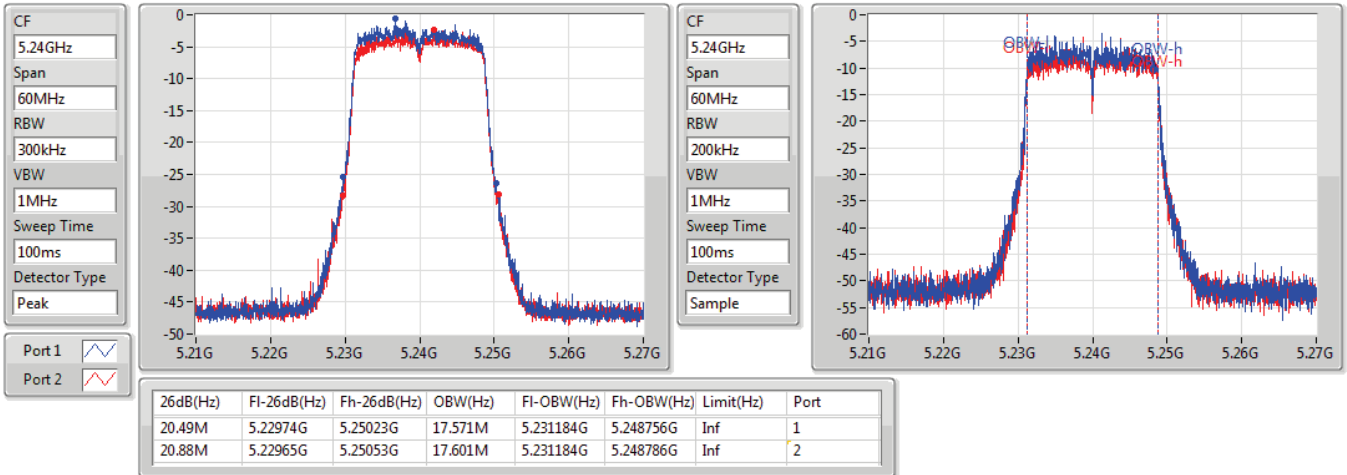 CF
5.24GHz
Span
60MHz
RBW
300kHz
VBW
1MHz
Sweep Time
100ms
Detector Type
Peak
Port 1
Port 2
0
-5
-10
-15
-20
-25
-30
-35
-40
-45
-50
5.21G 5.22G 5.23G 5.24G 5.25G 5.26G 5.27G
CF
5.24GHz
Span
60MHz
RBW
200kHz
VBW
1MHz
Sweep Time
100ms
Detector Type
Sample
0
-5
-10
-15
-20
-25
-30
-35
-40
-45
-50
-55
-60
OBW-h
OBW-h
5.21G 5.22G 5.23G 5.24G 5.25G 5.26G 5.27G
26dB(Hz) Fl-26dB(Hz) Fh-26dB(Hz) OBW(Hz) Fl-OBW(Hz) Fh-OBW(Hz) Limit(Hz) Port
20.49M 5.22974G 5.25023G 17.571M 5.231184G 5.248756G Inf 1
20.88M 5.22965G 5.25053G 17.601M 5.231184G 5.248786G Inf 2